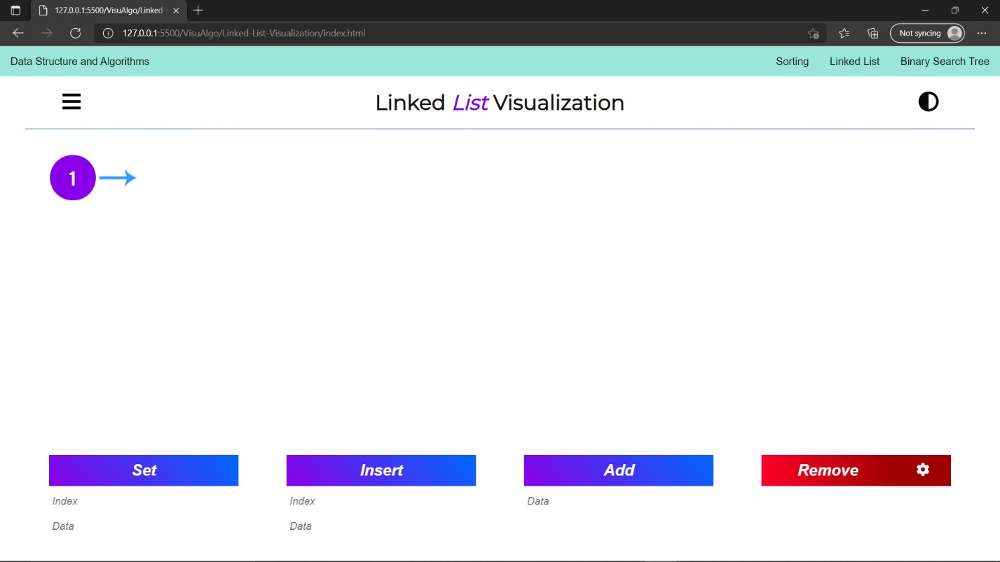 127.0.0.1:5500/VisuAlgo/Linked-
127.0.0.1:5500/VisuAlgo/Linked-List-Visualization/index.html
Not syncing
Data Structure and Algorithms
Sorting
Linked List
Binary Search Tree
Linked List Visualization
1
Set
Insert
Add
Remove
Index
Index
Data
Data
Data